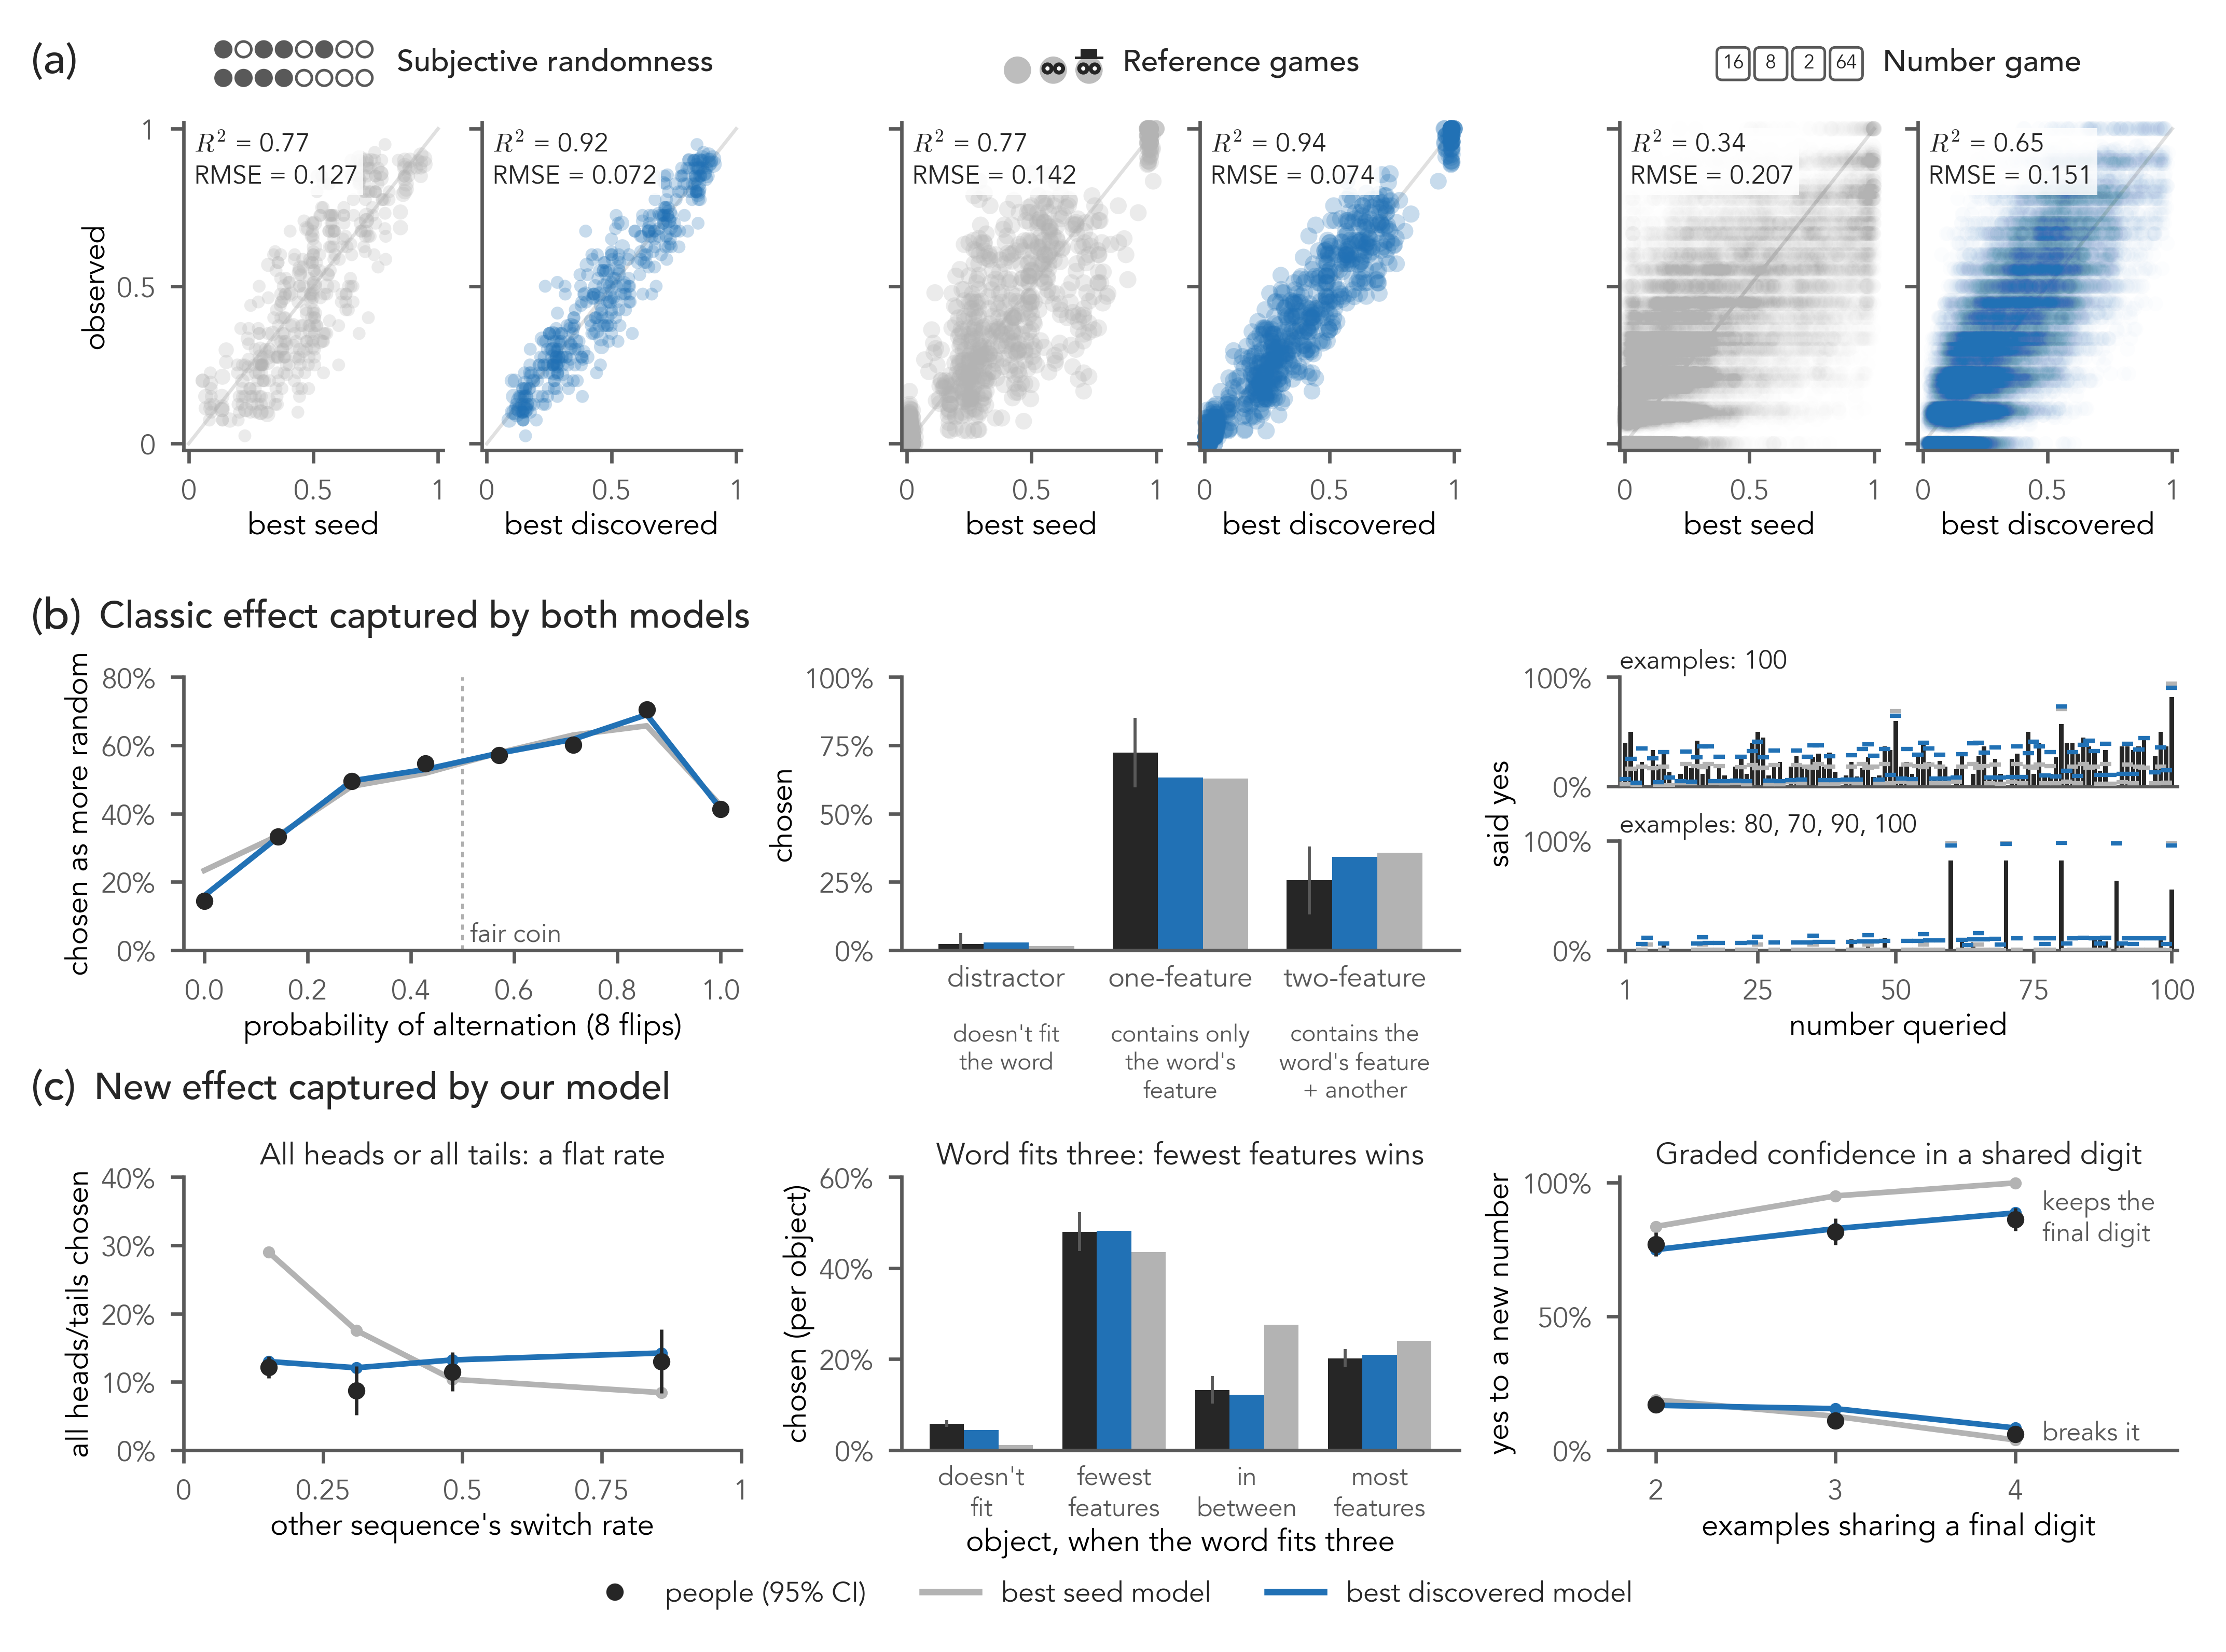 (a)
Subjective randomness
Reference games
16 8 2 64
Number game
R² = 0.77
RMSE = 0.127
R² = 0.92
RMSE = 0.072
R² = 0.77
RMSE = 0.142
R² = 0.94
RMSE = 0.074
R² = 0.34
RMSE = 0.207
R² = 0.65
RMSE = 0.151
observed
1
0.5
0
0 0.5 1
0 0.5 1
0 0.5 1
0 0.5 1
0 0.5 1
0 0.5 1
best seed
best discovered
best seed
best discovered
best seed
best discovered
(b) Classic effect captured by both models
chosen as more random
80%
60%
40%
20%
0%
fair coin
0.0 0.2 0.4 0.6 0.8 1.0
probability of alternation (8 flips)
chosen
100%
75%
50%
25%
0%
distractor
one-feature
two-feature
doesn't fit
the word
contains only
the word's
feature
contains the
word's feature
+ another
said yes
examples: 100
100%
0%
examples: 80, 70, 90, 100
100%
0%
1 25 50 75 100
number queried
(c) New effect captured by our model
All heads or all tails: a flat rate
all heads/tails chosen
40%
30%
20%
10%
0%
0 0.25 0.5 0.75 1
other sequence's switch rate
Word fits three: fewest features wins
chosen (per object)
60%
40%
20%
0%
doesn't
fit
fewest
features
in
between
most
features
object, when the word fits three
Graded confidence in a shared digit
yes to a new number
100%
50%
0%
keeps the
final digit
breaks it
2 3 4
examples sharing a final digit
people (95% CI)
best seed model
best discovered model